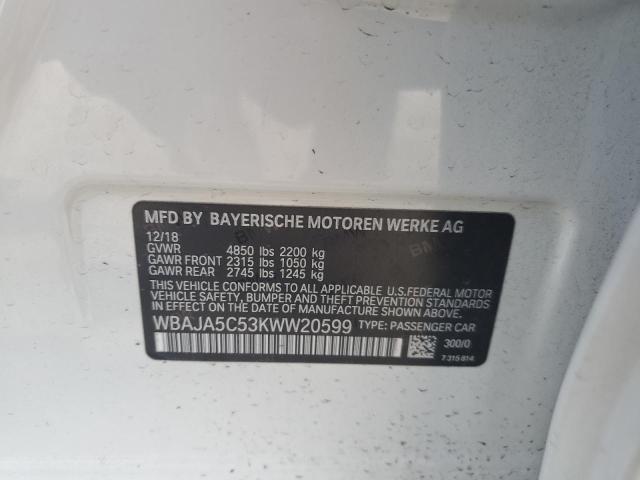 MFD BY BAYERISCHE MOTOREN WERKE AG
12/18
GVWR 4850 lbs 2200 kg
GAWR FRONT 2315 lbs 1050 kg
GAWR REAR 2745 lbs 1245 kg
THIS VEHICLE CONFORMS TO ALL APPLICABLE U.S.FEDERAL MOTOR
VEHICLE SAFETY, BUMPER AND THEFT PREVENTION STANDARDS
IN EFFECT ON THE DATE OF MANUFACTURE SHOWN ABOVE.
WBAJA5C53KWW20599 TYPE: PASSENGER CAR
300/0
7 315 814